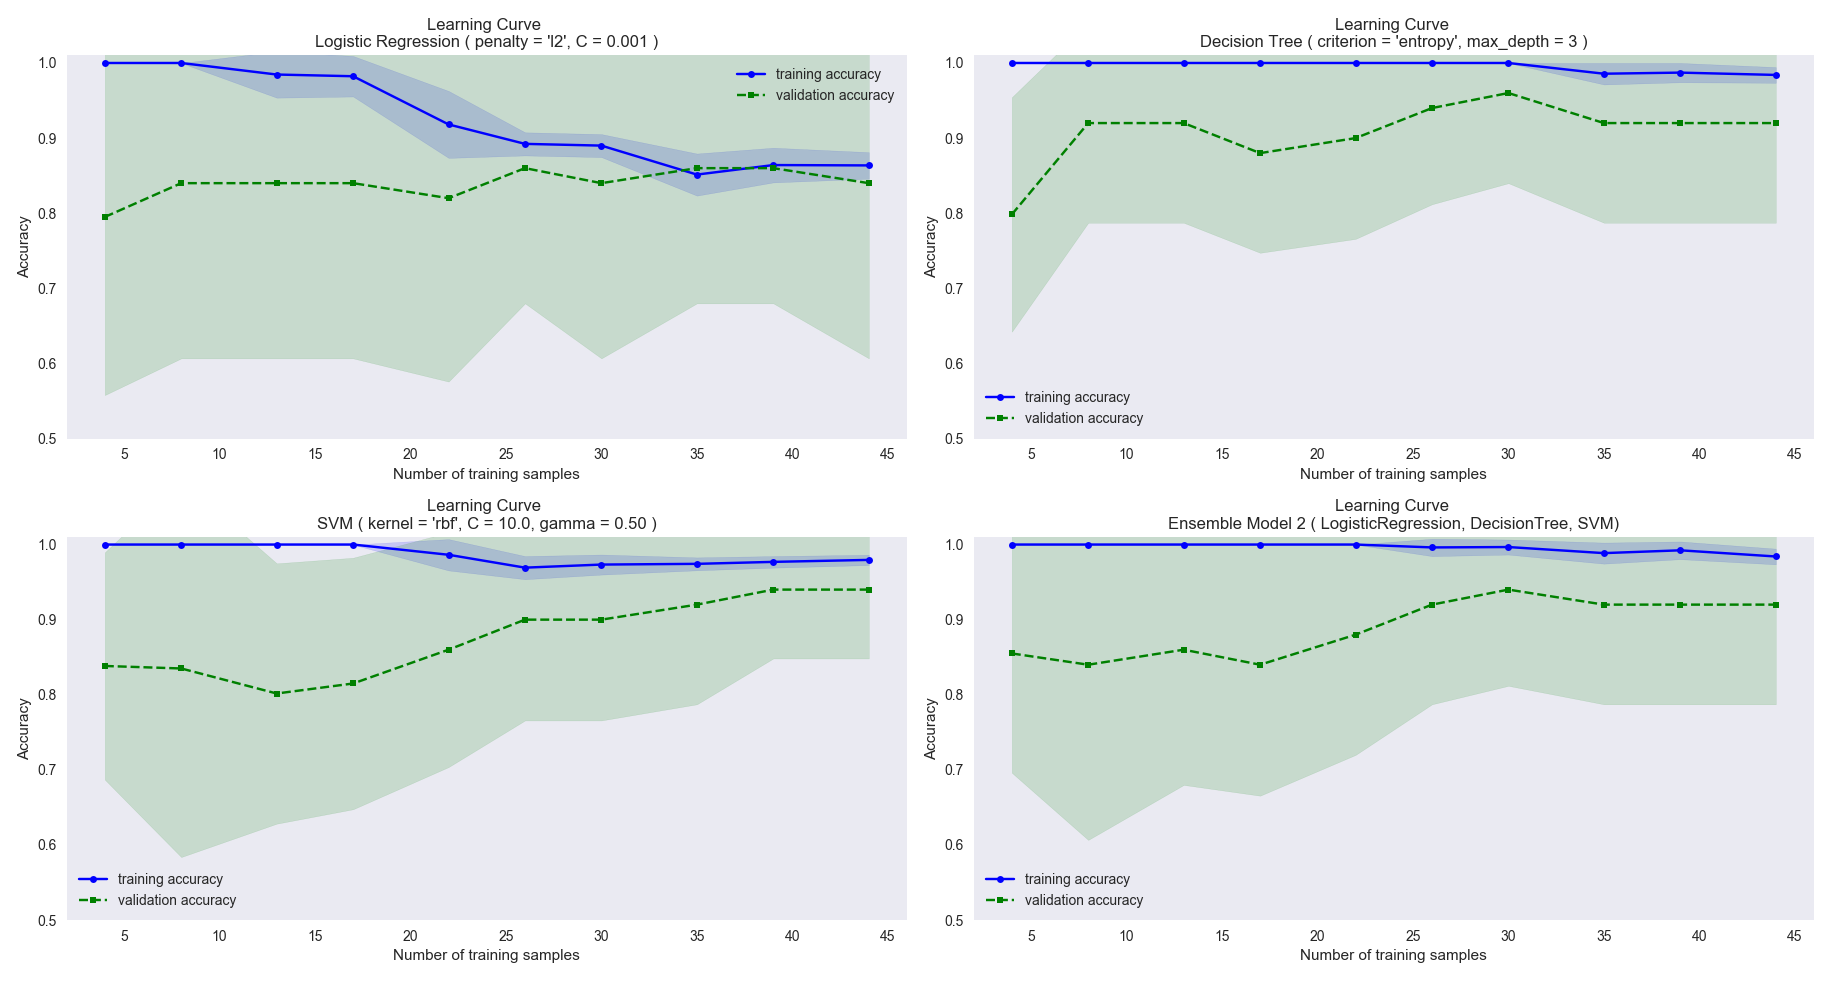 Learning Curve
Logistic Regression ( penalty = 'l2', C = 0.001 )
1.0
0.9
0.8
0.7
0.6
0.5
Accuracy
training accuracy
validation accuracy
5 10 15 20 25 30 35 40 45
Number of training samples
Learning Curve
Decision Tree ( criterion = 'entropy', max_depth = 3 )
1.0
0.9
0.8
0.7
0.6
0.5
Accuracy
training accuracy
validation accuracy
5 10 15 20 25 30 35 40 45
Number of training samples
Learning Curve
SVM ( kernel = 'rbf', C = 10.0, gamma = 0.50 )
1.0
0.9
0.8
0.7
0.6
0.5
Accuracy
training accuracy
validation accuracy
5 10 15 20 25 30 35 40 45
Number of training samples
Learning Curve
Ensemble Model 2 ( LogisticRegression, DecisionTree, SVM)
1.0
0.9
0.8
0.7
0.6
0.5
Accuracy
training accuracy
validation accuracy
5 10 15 20 25 30 35 40 45
Number of training samples